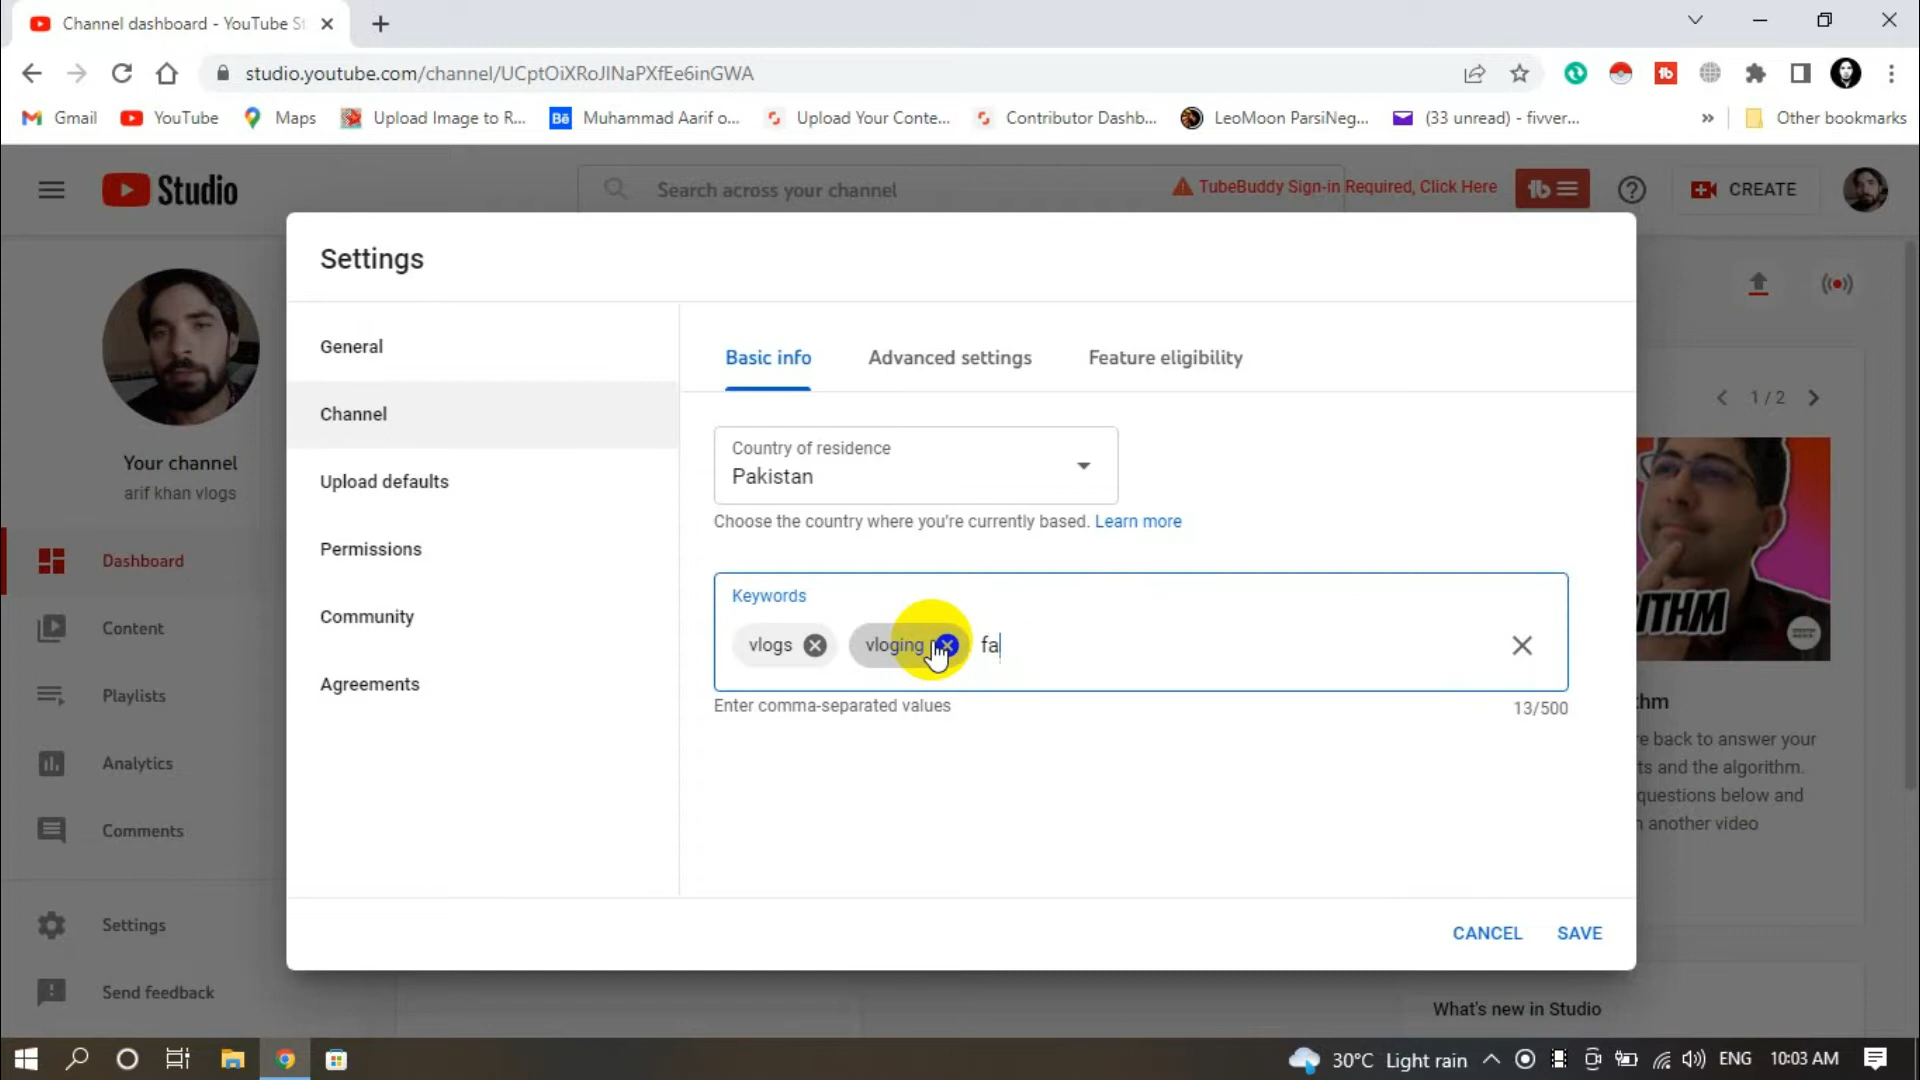 Channel dashboard - YouTube St
studio.youtube.com/channel/UCptOiXRoJINaPXfEe6inGWA
Gmail
YouTube
Maps
Upload Image to R...
Bē
Muhammad Aarif o...
Upload Your Conte...
Contributor Dashb...
LeoMoon ParsiNeg...
(33 unread) - fivver...
»
Other bookmarks
Studio
Search across your channel
TubeBuddy Sign-in Required, Click Here
tb
CREATE
Settings
General
Channel
Upload defaults
Permissions
Community
Agreements
Basic info
Advanced settings
Feature eligibility
Country of residence
Pakistan
Choose the country where you're currently based. Learn more
Keywords
vlogs
vloging
fa
Enter comma-separated values
13/500
CANCEL
SAVE
Your channel
arif khan vlogs
Dashboard
Content
Playlists
Analytics
Comments
Settings
Send feedback
1 / 2
ITHM
hm
re back to answer your
ts and the algorithm.
questions below and
n another video
What's new in Studio
30°C Light rain
ENG
10:03 AM